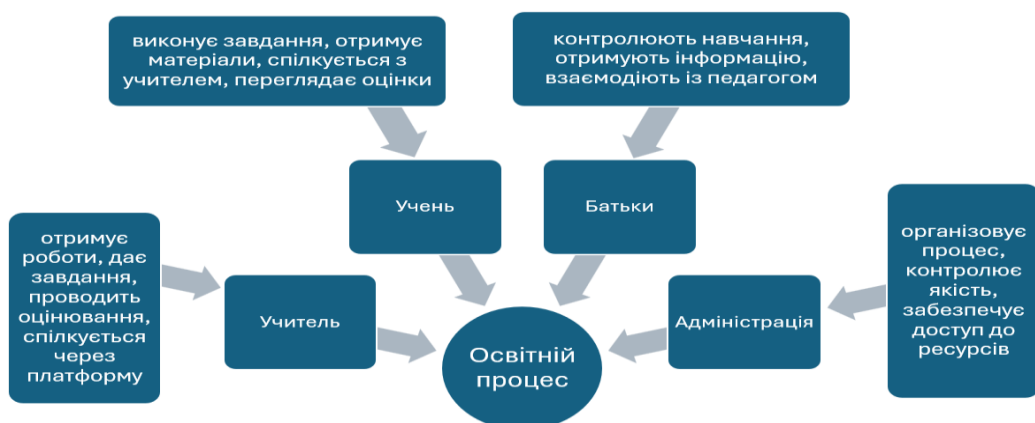 виконує завдання, отримує
матеріали, спілкується з
учителем, переглядає оцінки
контролюють навчання,
отримують інформацію,
взаємодіють із педагогом
Учень
Батьки
отримує
роботи, дає
завдання,
проводить
оцінювання,
спілкується
через
платформу
Учитель
Освітній
процес
Адміністрація
організовує
процес,
контролює
якість,
забезпечує
доступ до
ресурсів